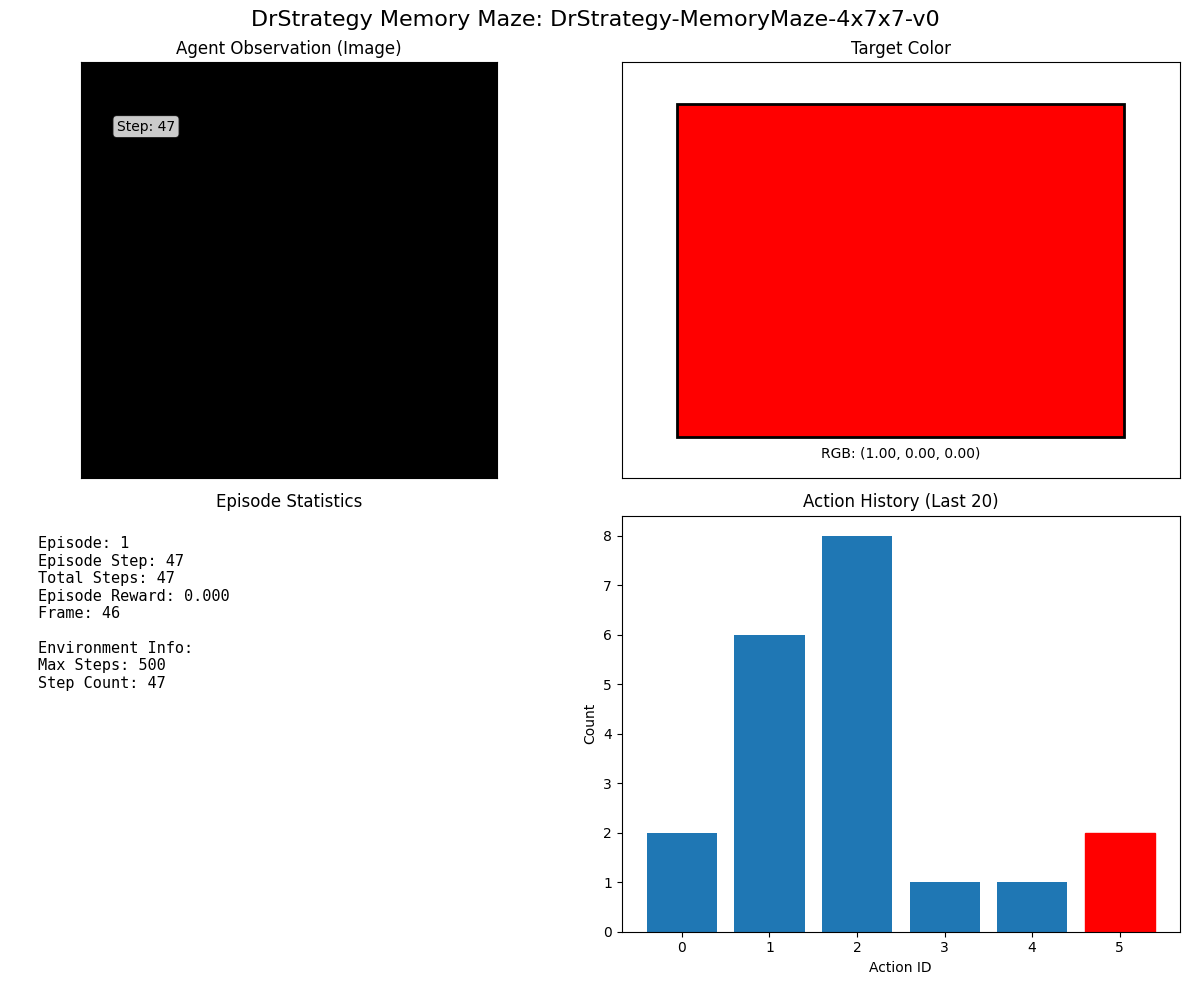 DrStrategy Memory Maze: DrStrategy-MemoryMaze-4x7x7-v0
Agent Observation (Image)
Step: 47
Target Color
RGB: (1.00, 0.00, 0.00)
Episode Statistics
Episode: 1
Episode Step: 47
Total Steps: 47
Episode Reward: 0.000
Frame: 46
Environment Info:
Max Steps: 500
Step Count: 47
Action History (Last 20)
8
7
6
5
4
3
2
1
0
Count
0 1 2 3 4 5
Action ID